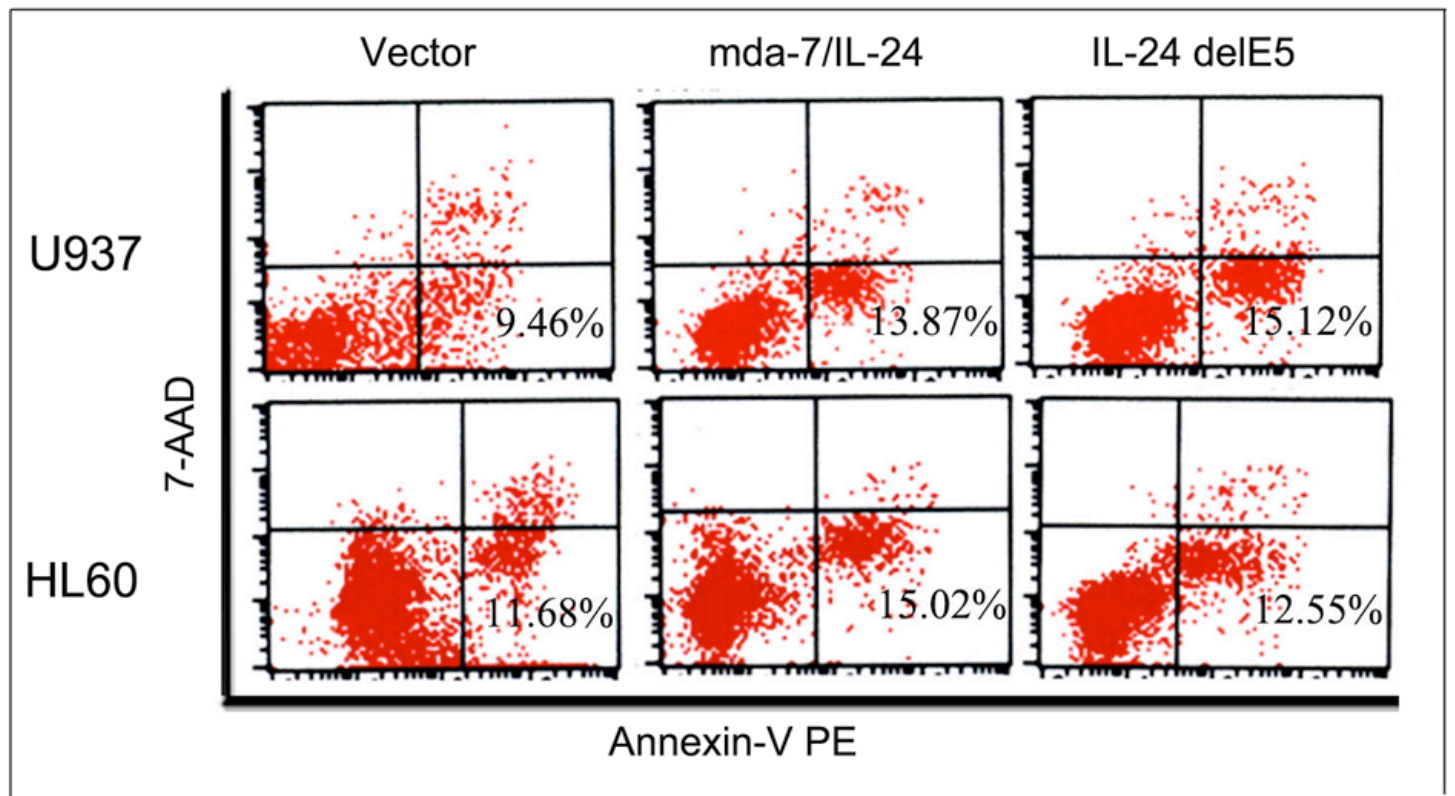 Vector mda-7/IL-24 IL-24 delE5
U937
9.46% 13.87% 15.12%
7-AAD
HL60
11.68% 15.02% 12.55%
Annexin-V PE